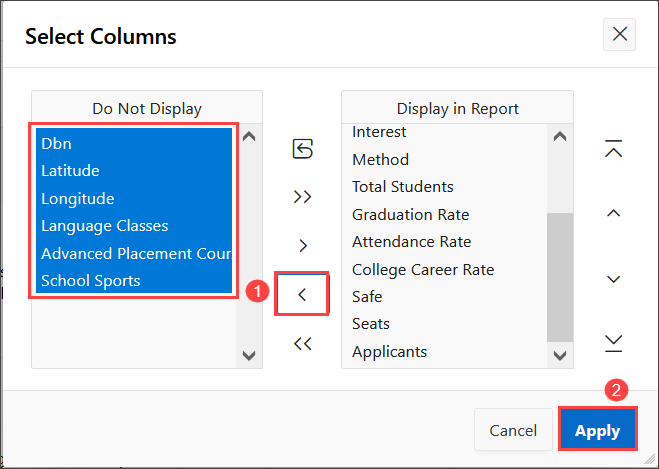 Select Columns
Do Not Display
Dbn
Latitude
Longitude
Language Classes
Advanced Placement Cour
School Sports
1
Display in Report
Interest
Method
Total Students
Graduation Rate
Attendance Rate
College Career Rate
Safe
Seats
Applicants
2
Cancel
Apply